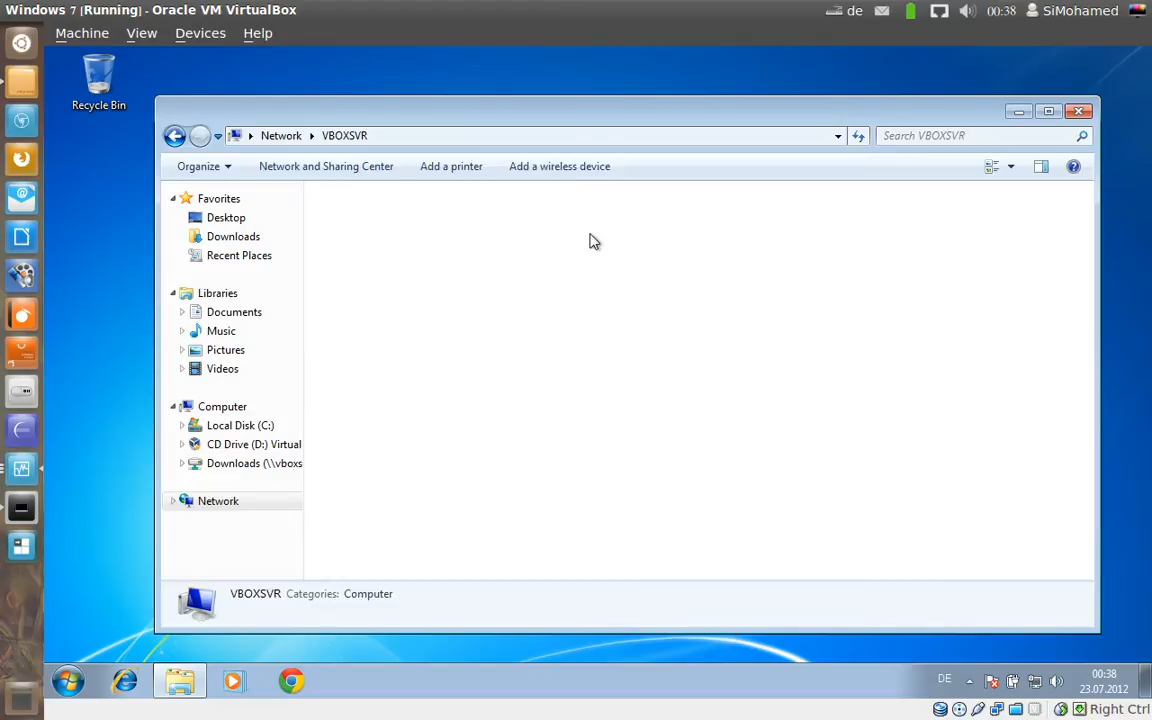 Windows 7 [Running] - Oracle VM VirtualBox
de
00:38
SiMohamed
Machine View Devices Help
Recycle Bin
Network VBOXSVR
Search VBOXSVR
Organize Network and Sharing Center Add a printer Add a wireless device
Favorites
Desktop
Downloads
Recent Places
Libraries
Documents
Music
Pictures
Videos
Computer
Local Disk (C:)
CD Drive (D:) Virtual
Downloads (\\vboxs
Network
VBOXSVR Categories: Computer
DE
00:38
23.07.2012
Right Ctrl